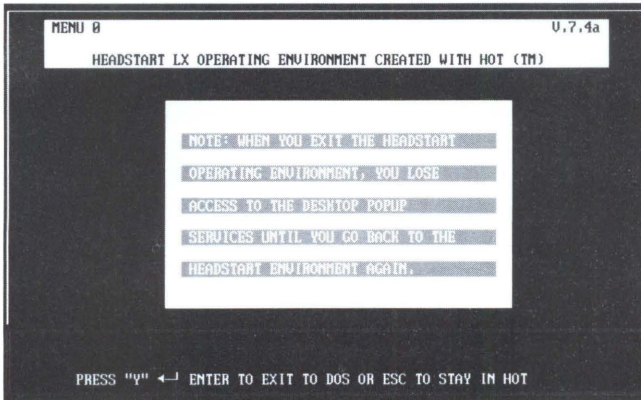 MENU 0 V.7.4a
HEADSTART LX OPERATING ENVIRONMENT CREATED WITH HOT (TM)
NOTE: WHEN YOU EXIT THE HEADSTART
OPERATING ENVIRONMENT, YOU LOSE
ACCESS TO THE DESKTOP POPUP
SERVICES UNTIL YOU GO BACK TO THE
HEADSTART ENVIRONMENT AGAIN.
PRESS "Y" ↵ ENTER TO EXIT TO DOS OR ESC TO STAY IN HOT